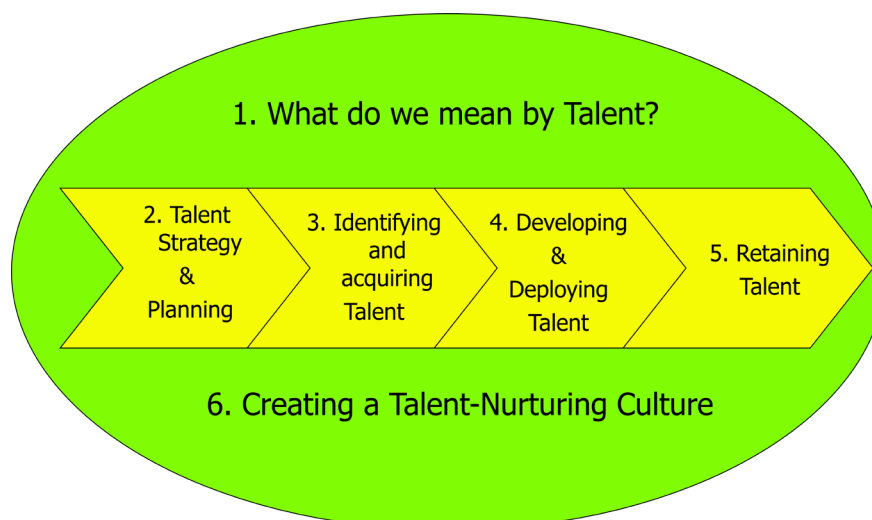 1. What do we mean by Talent?
2. Talent
Strategy
&
Planning
3. Identifying
and
acquiring
Talent
4. Developing
&
Deploying
Talent
5. Retaining
Talent
6. Creating a Talent-Nurturing Culture